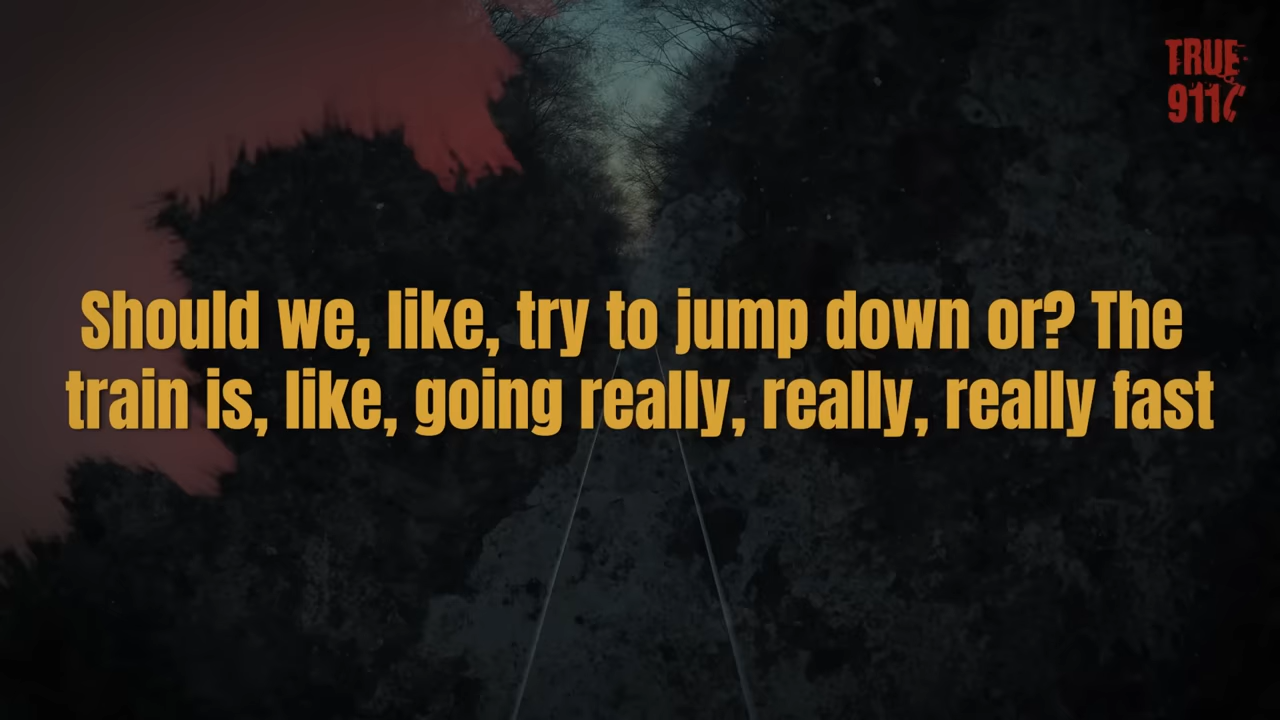 TRUE
911
Should we, like, try to jump down or? The
train is, like, going really, really, really fast